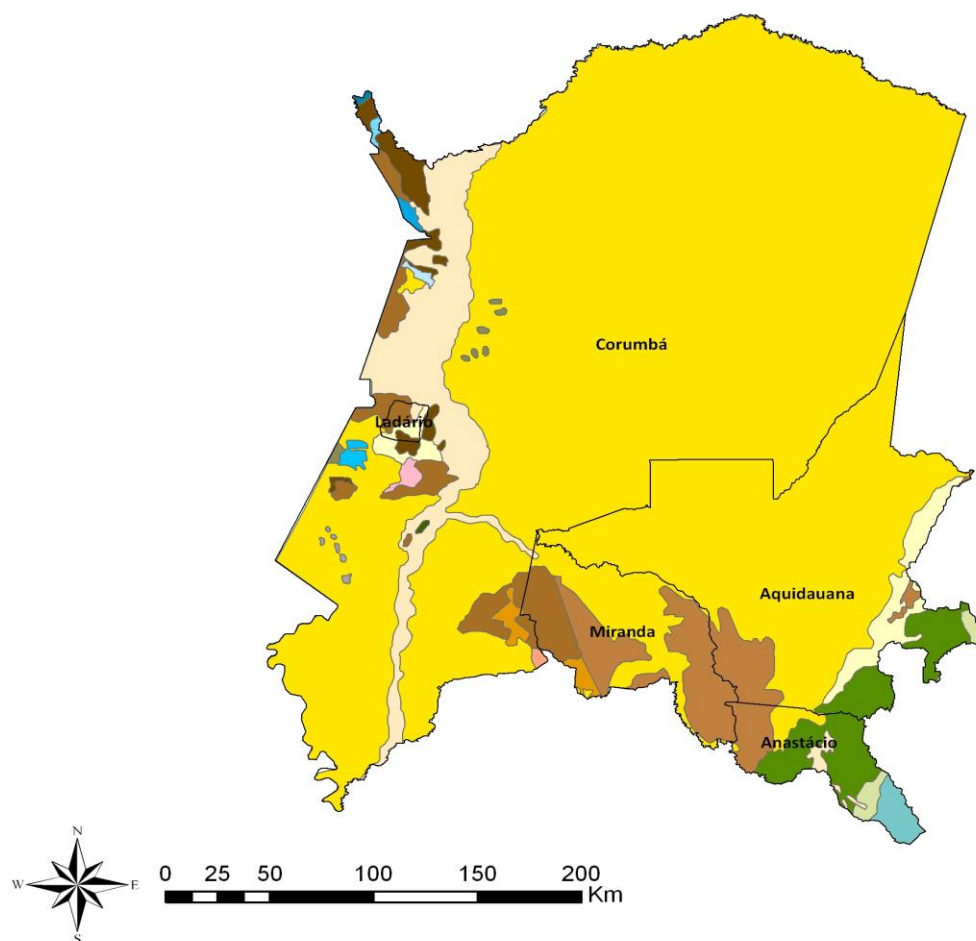 Corumbá
Ladário
Aquidauana
Miranda
Anastácio
N
W E
S
0 25 50 100 150 200
Km